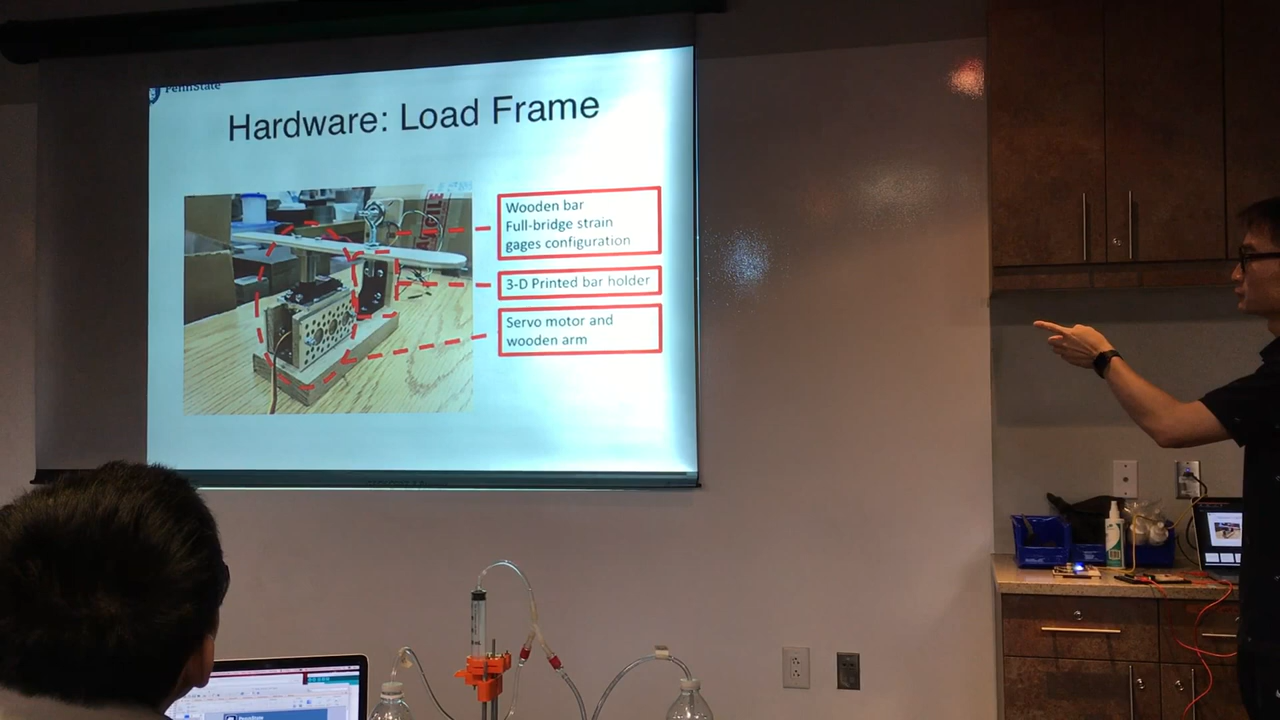 PennState
Hardware: Load Frame
Wooden bar
Full-bridge strain
gages configuration
3-D Printed bar holder
Servo motor and
wooden arm
PennState